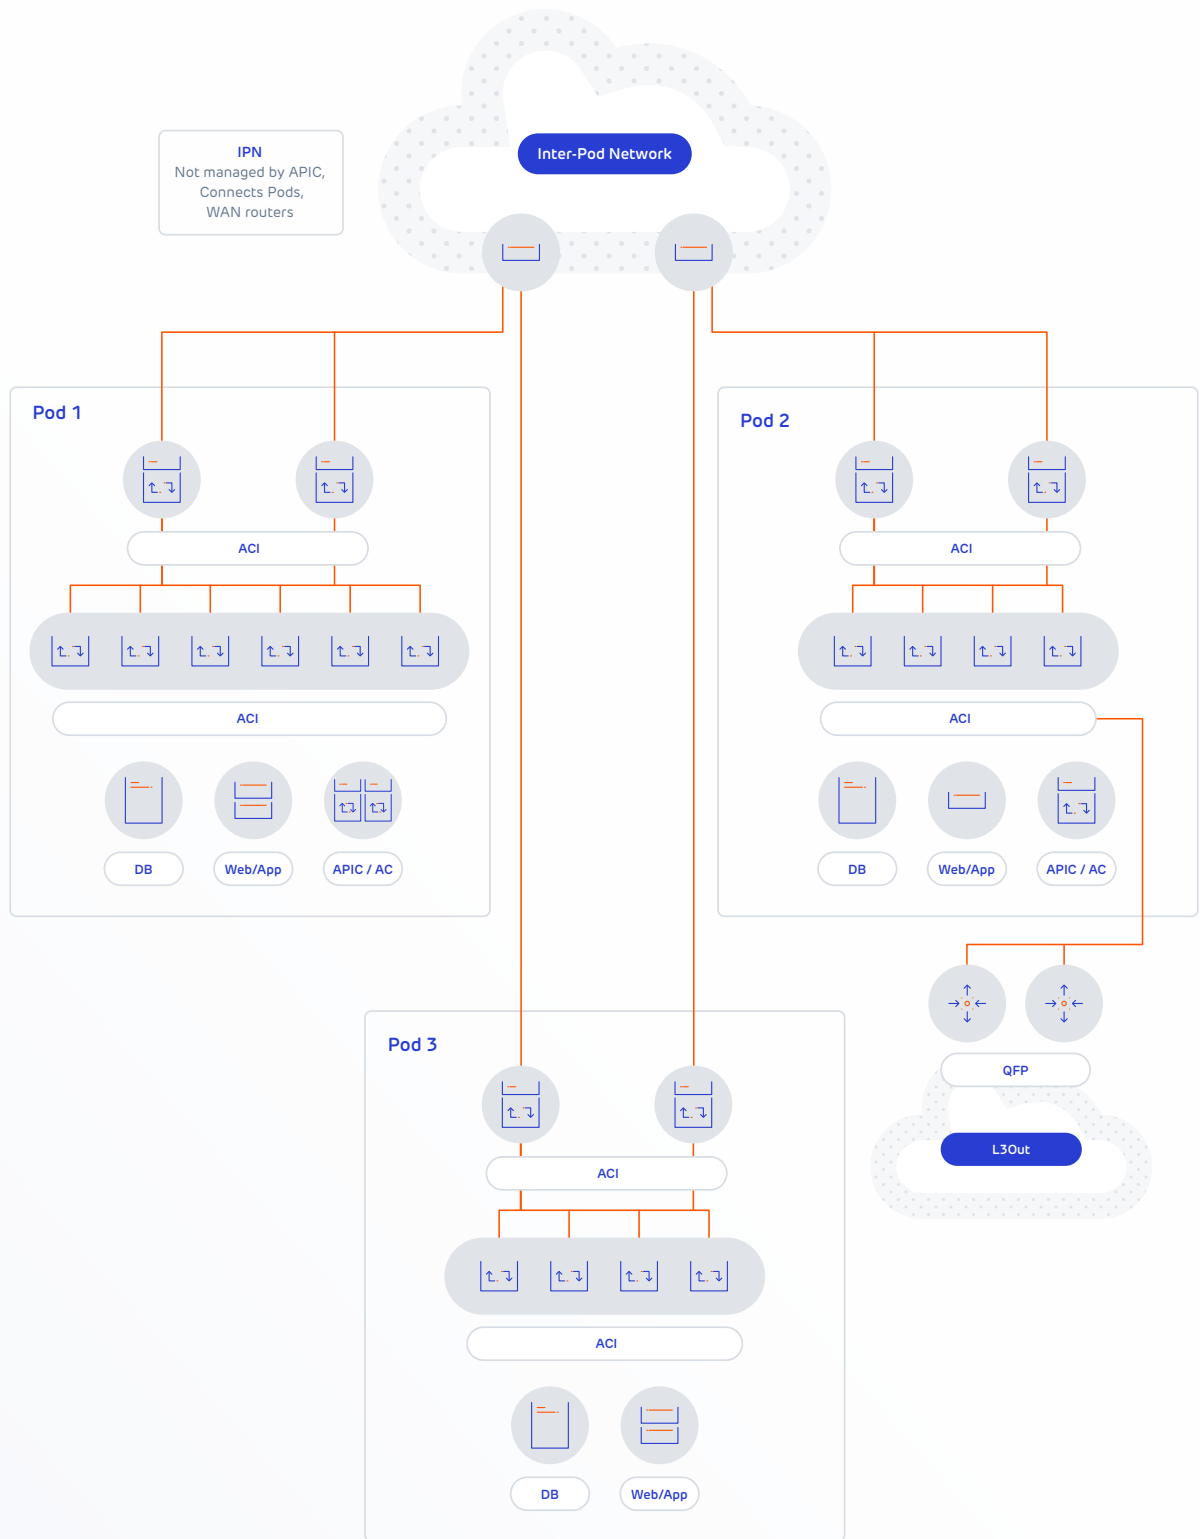 Inter-Pod Network
IPN
Not managed by APIC,
Connects Pods,
WAN routers
Pod 1
ACI
ACI
DB
Web/App
APIC / AC
Pod 2
ACI
ACI
DB
Web/App
APIC / AC
QFP
L3Out
Pod 3
ACI
ACI
DB
Web/App